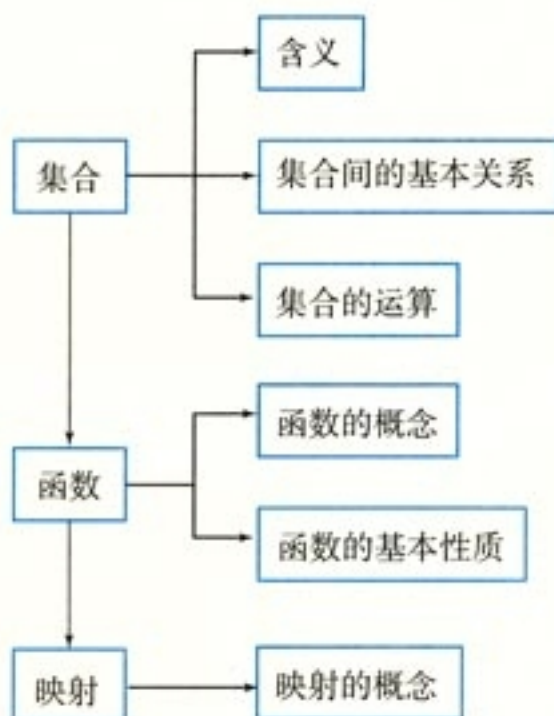 含义
集合
集合间的基本关系
集合的运算
函数的概念
函数
函数的基本性质
映射
映射的概念